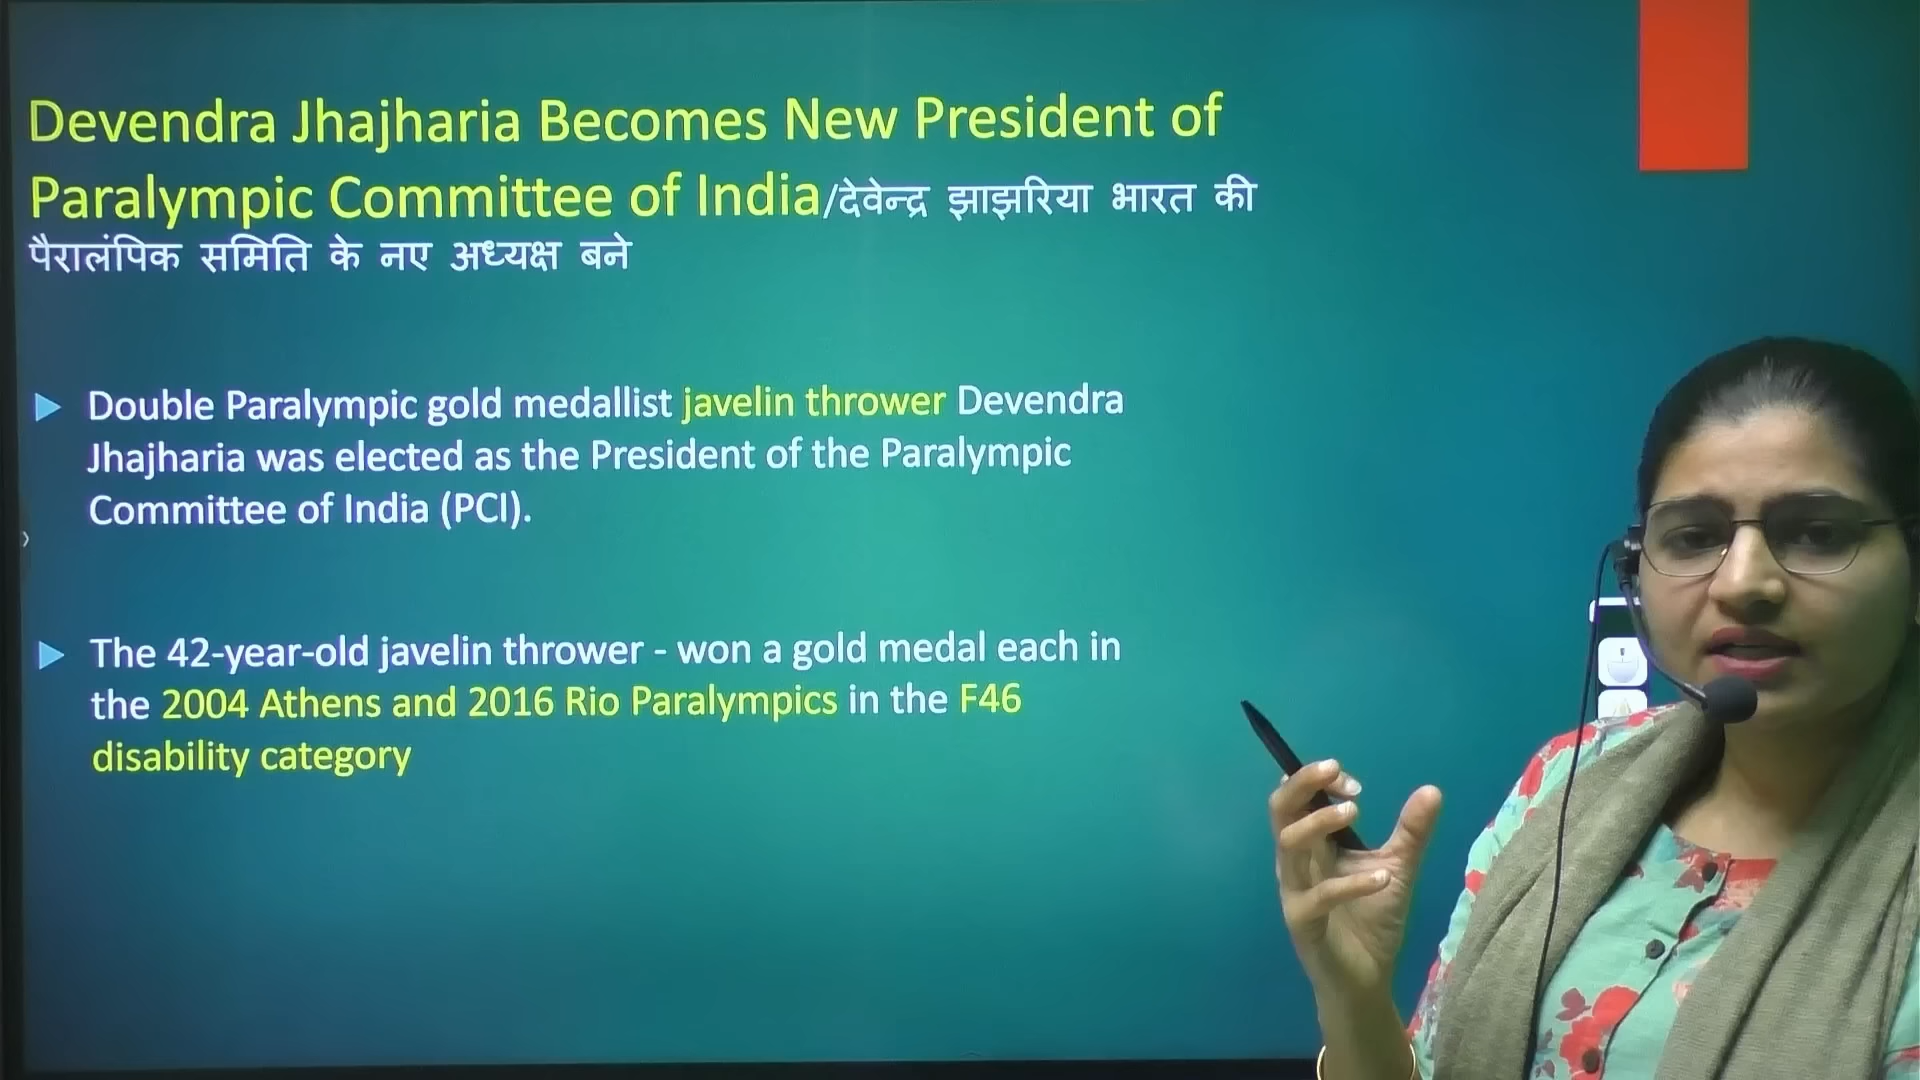 Devendra Jhajharia Becomes New President of
Paralympic Committee of India/देवेन्द्र झाझरिया भारत की
पैरालंपिक समिति के नए अध्यक्ष बने
Double Paralympic gold medallist javelin thrower Devendra
Jhajharia was elected as the President of the Paralympic
Committee of India (PCI).
The 42-year-old javelin thrower - won a gold medal each in
the 2004 Athens and 2016 Rio Paralympics in the F46
disability category